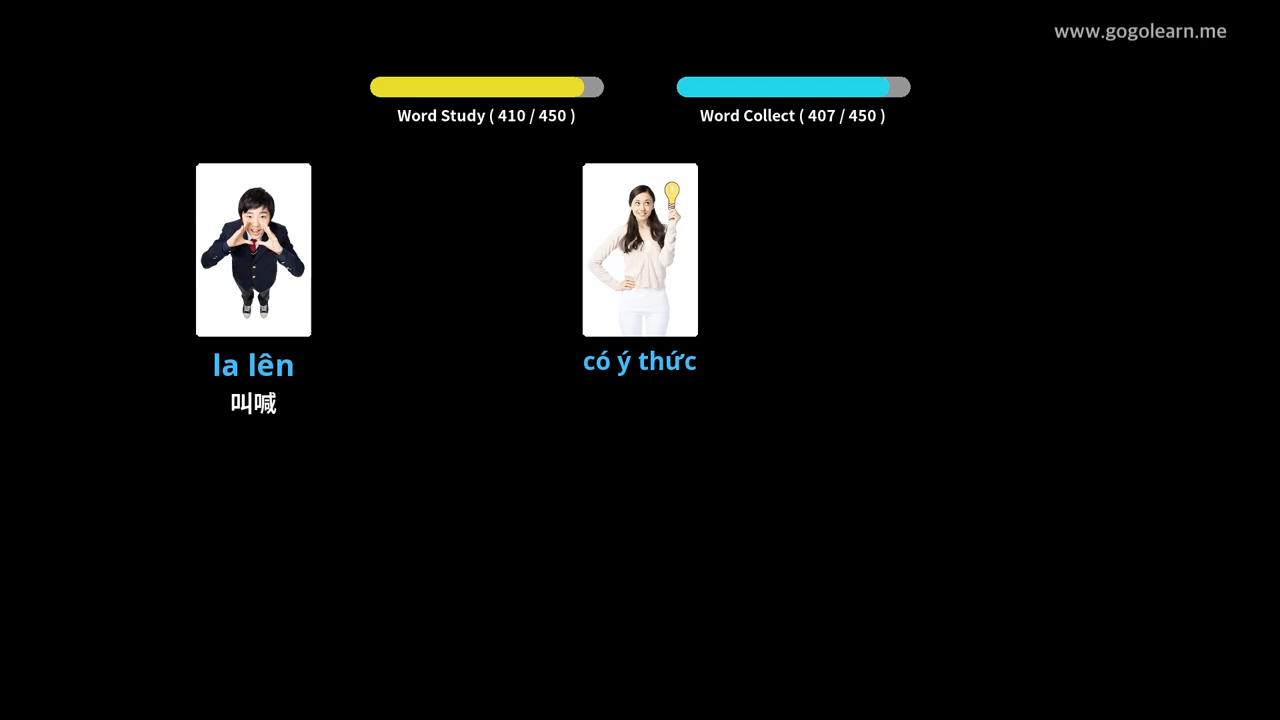 www.gogolearn.me
Word Study ( 410 / 450 )
Word Collect ( 407 / 450 )
la lên
叫喊
có ý thức